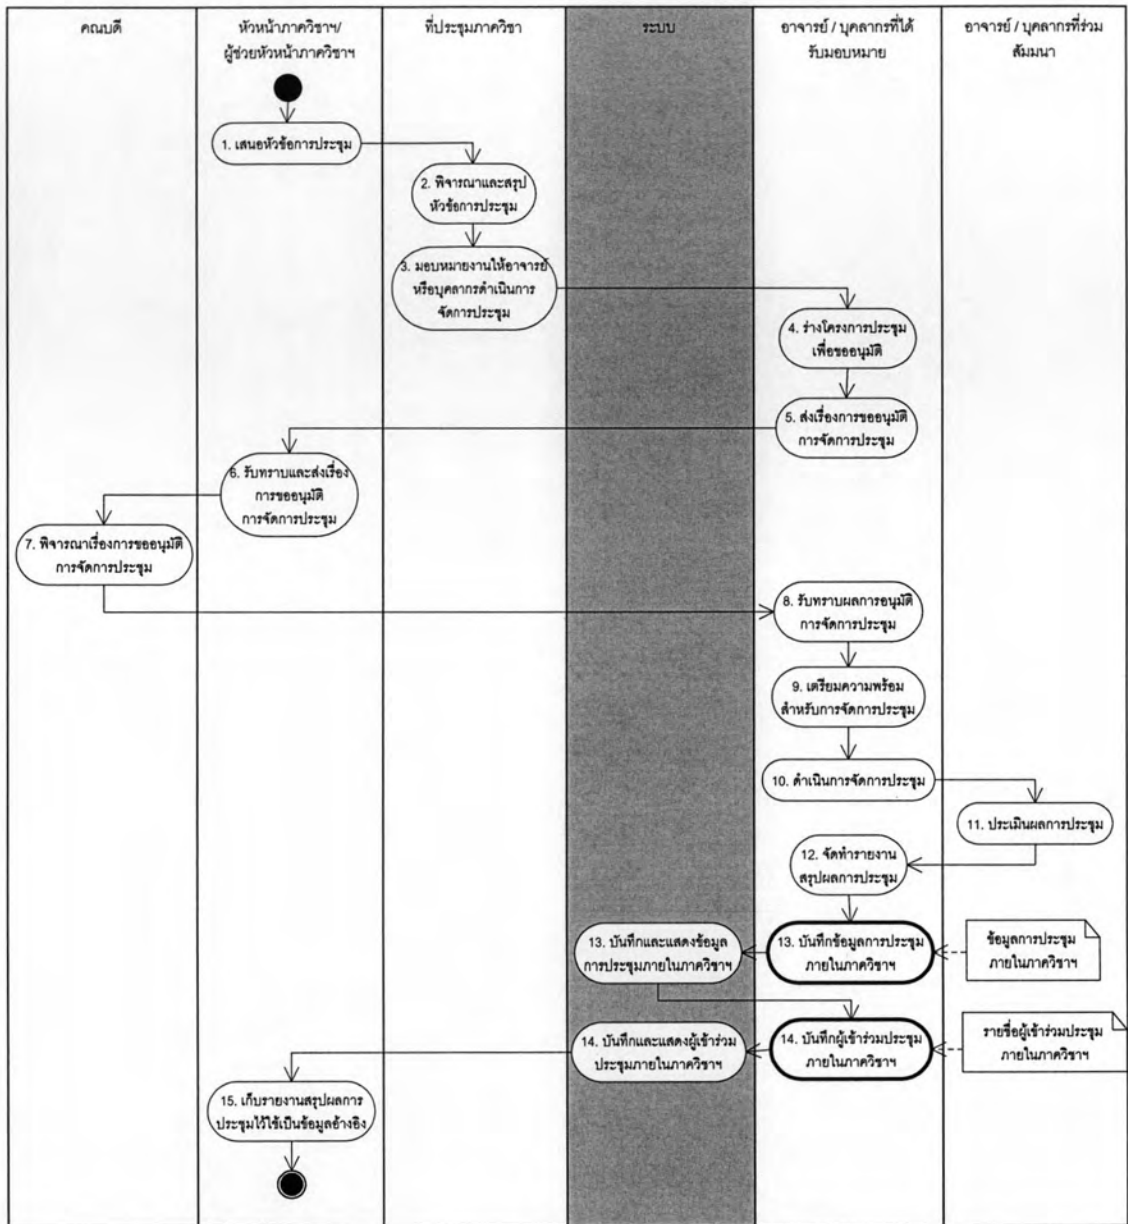 คณบดี
หัวหน้าภาควิชาฯ/
ผู้ช่วยหัวหน้าภาควิชาฯ
ที่ประชุมภาควิชา
ระบบ
อาจารย์ / บุคลากรที่ได้
รับมอบหมาย
อาจารย์ / บุคลากรที่ร่วม
สัมมนา
1. เสนอหัวข้อการประชุม
2. พิจารณาและสรุป
หัวข้อการประชุม
3. มอบหมายงานให้อาจารย์
หรือบุคลากรดำเนินการ
จัดการประชุม
4. ร่างโครงการประชุม
เพื่อขออนุมัติ
5. ส่งเรื่องการขออนุมัติ
การจัดการประชุม
6. รับทราบและส่งเรื่อง
การขออนุมัติ
การจัดการประชุม
7. พิจารณาเรื่องการขออนุมัติ
การจัดการประชุม
8. รับทราบผลการอนุมัติ
การจัดการประชุม
9. เตรียมความพร้อม
สำหรับการจัดการประชุม
10. ดำเนินการจัดการประชุม
11. ประเมินผลการประชุม
12. จัดทำรายงาน
สรุปผลการประชุม
13. บันทึกและแสดงข้อมูล
การประชุมภายในภาควิชาฯ
13. บันทึกข้อมูลการประชุม
ภายในภาควิชาฯ
ข้อมูลการประชุม
ภายในภาควิชาฯ
14. บันทึกและแสดงผู้เข้าร่วม
ประชุมภายในภาควิชาฯ
14. บันทึกผู้เข้าร่วมประชุม
ภายในภาควิชาฯ
รายชื่อผู้เข้าร่วมประชุม
ภายในภาควิชาฯ
15. เก็บรายงานสรุปผลการ
ประชุมไว้ใช้เป็นข้อมูลอ้างอิง